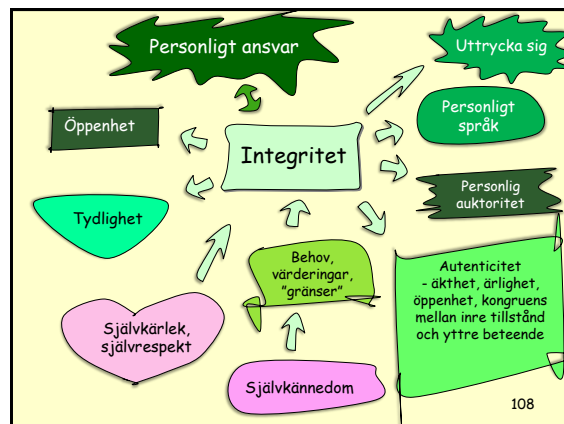 Personligt ansvar
Uttrycka sig
Öppenhet
Personligt
språk
Integritet
Personlig
auktoritet
Tydlighet
Behov,
värderingar,
"gränser"
Autenticitet
- äkthet, ärlighet,
öppenhet, kongruens
mellan inre tillstånd
och yttre beteende
Självkärlek,
självrespekt
Självkännedom
108